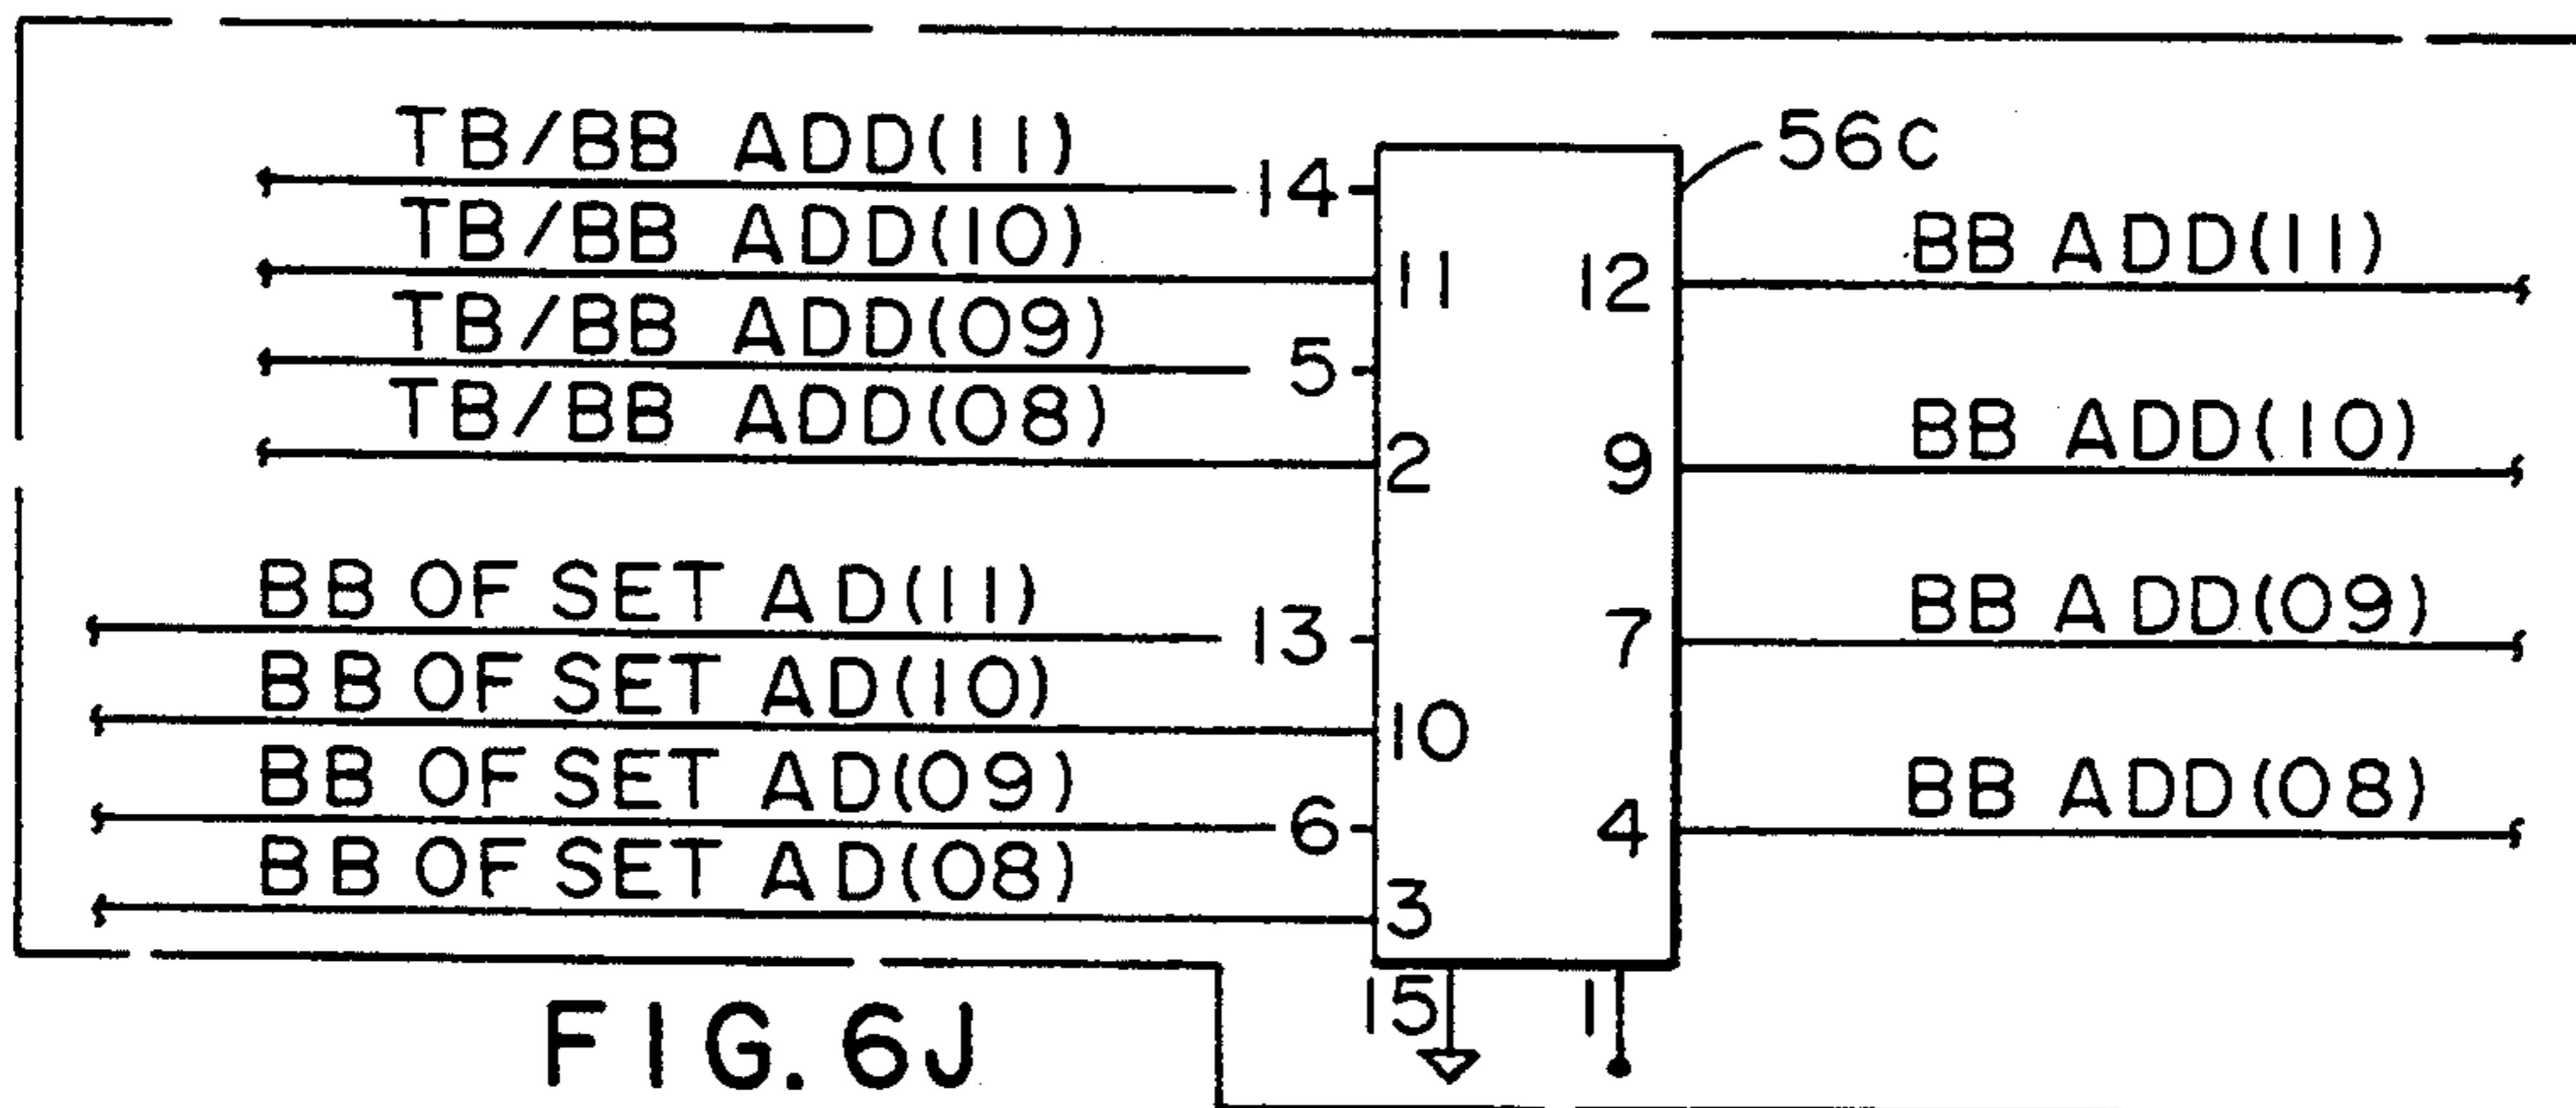 TB/BB ADD(11)
14
56C
TB/BB ADD(10)
11
12
BB ADD(11)
TB/BB ADD(09)
5
TB/BB ADD(08)
2
9
BB ADD(10)
BB OF SET AD(11)
13
7
BB ADD(09)
BB OF SET AD(10)
10
BB OF SET AD(09)
6
4
BB ADD(08)
BB OF SET AD(08)
3
15
1
FIG. 6J